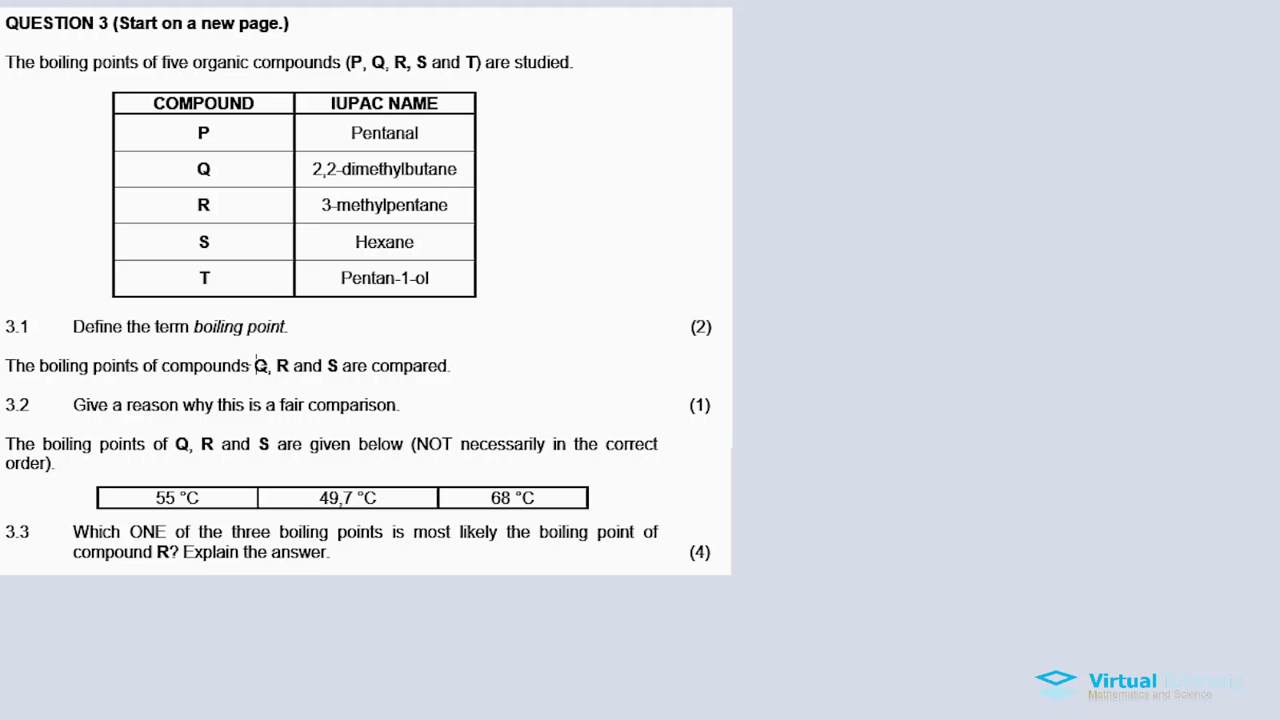 QUESTION 3 (Start on a new page.)
The boiling points of five organic compounds (P, Q, R, S and T) are studied.
COMPOUND IUPAC NAME
P Pentanal
Q 2,2-dimethylbutane
R 3-methylpentane
S Hexane
T Pentan-1-ol
3.1 Define the term boiling point. (2)
The boiling points of compounds Q, R and S are compared.
3.2 Give a reason why this is a fair comparison. (1)
The boiling points of Q, R and S are given below (NOT necessarily in the correct
order).
55 °C 49,7 °C 68 °C
3.3 Which ONE of the three boiling points is most likely the boiling point of
compound R? Explain the answer. (4)
Virtual Tutorship
Mathematics and Science